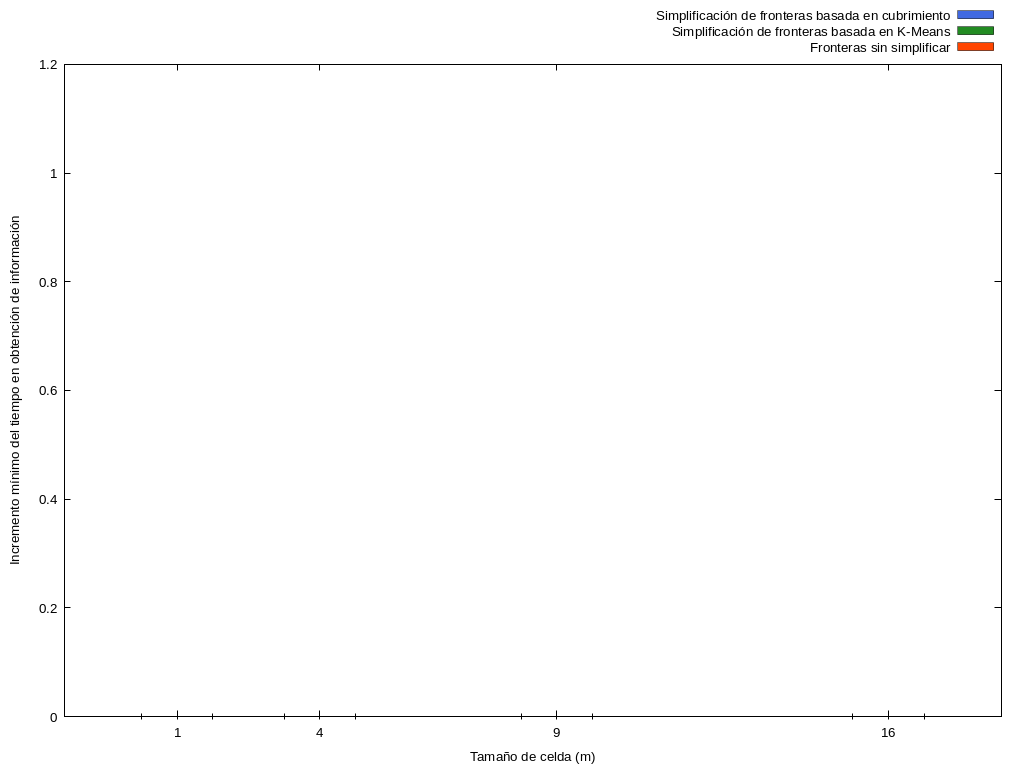 Simplificación de fronteras basada en cubrimiento
Simplificación de fronteras basada en K-Means
Fronteras sin simplificar
1.2
1
0.8
0.6
0.4
0.2
0
Incremento mínimo del tiempo en obtención de información
1 4 9 16
Tamaño de celda (m)